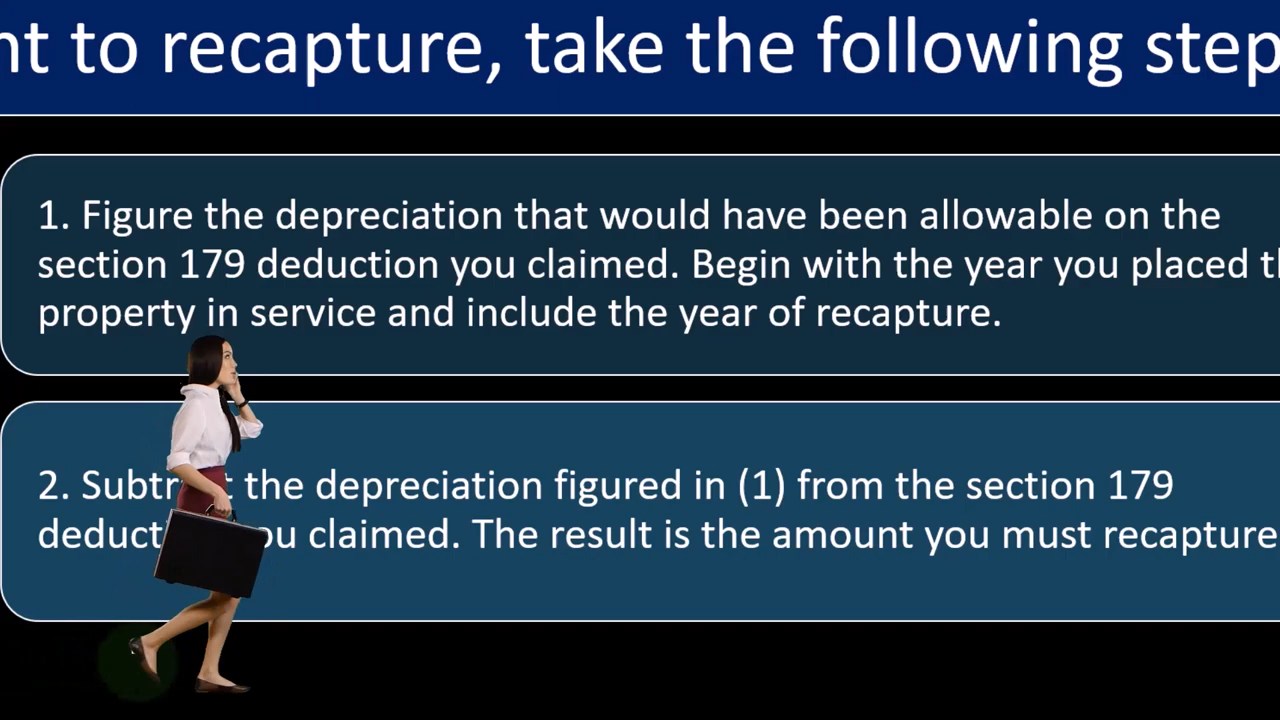 nt to recapture, take the following step
1. Figure the depreciation that would have been allowable on the
section 179 deduction you claimed. Begin with the year you placed th
property in service and include the year of recapture.
2. Subtr t the depreciation figured in (1) from the section 179
deduct ou claimed. The result is the amount you must recapture